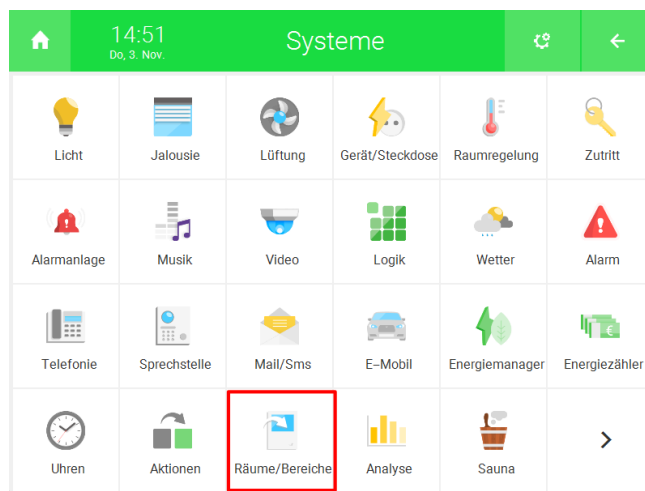 14:51
Do, 3. Nov.
Systeme
Licht
Jalousie
Lüftung
Gerät/Steckdose
Raumregelung
Zutritt
Alarmanlage
Musik
Video
Logik
Wetter
Alarm
Telefonie
Sprechstelle
Mail/Sms
E–Mobil
Energiemanager
Energiezähler
Uhren
Aktionen
Räume/Bereiche
Analyse
Sauna